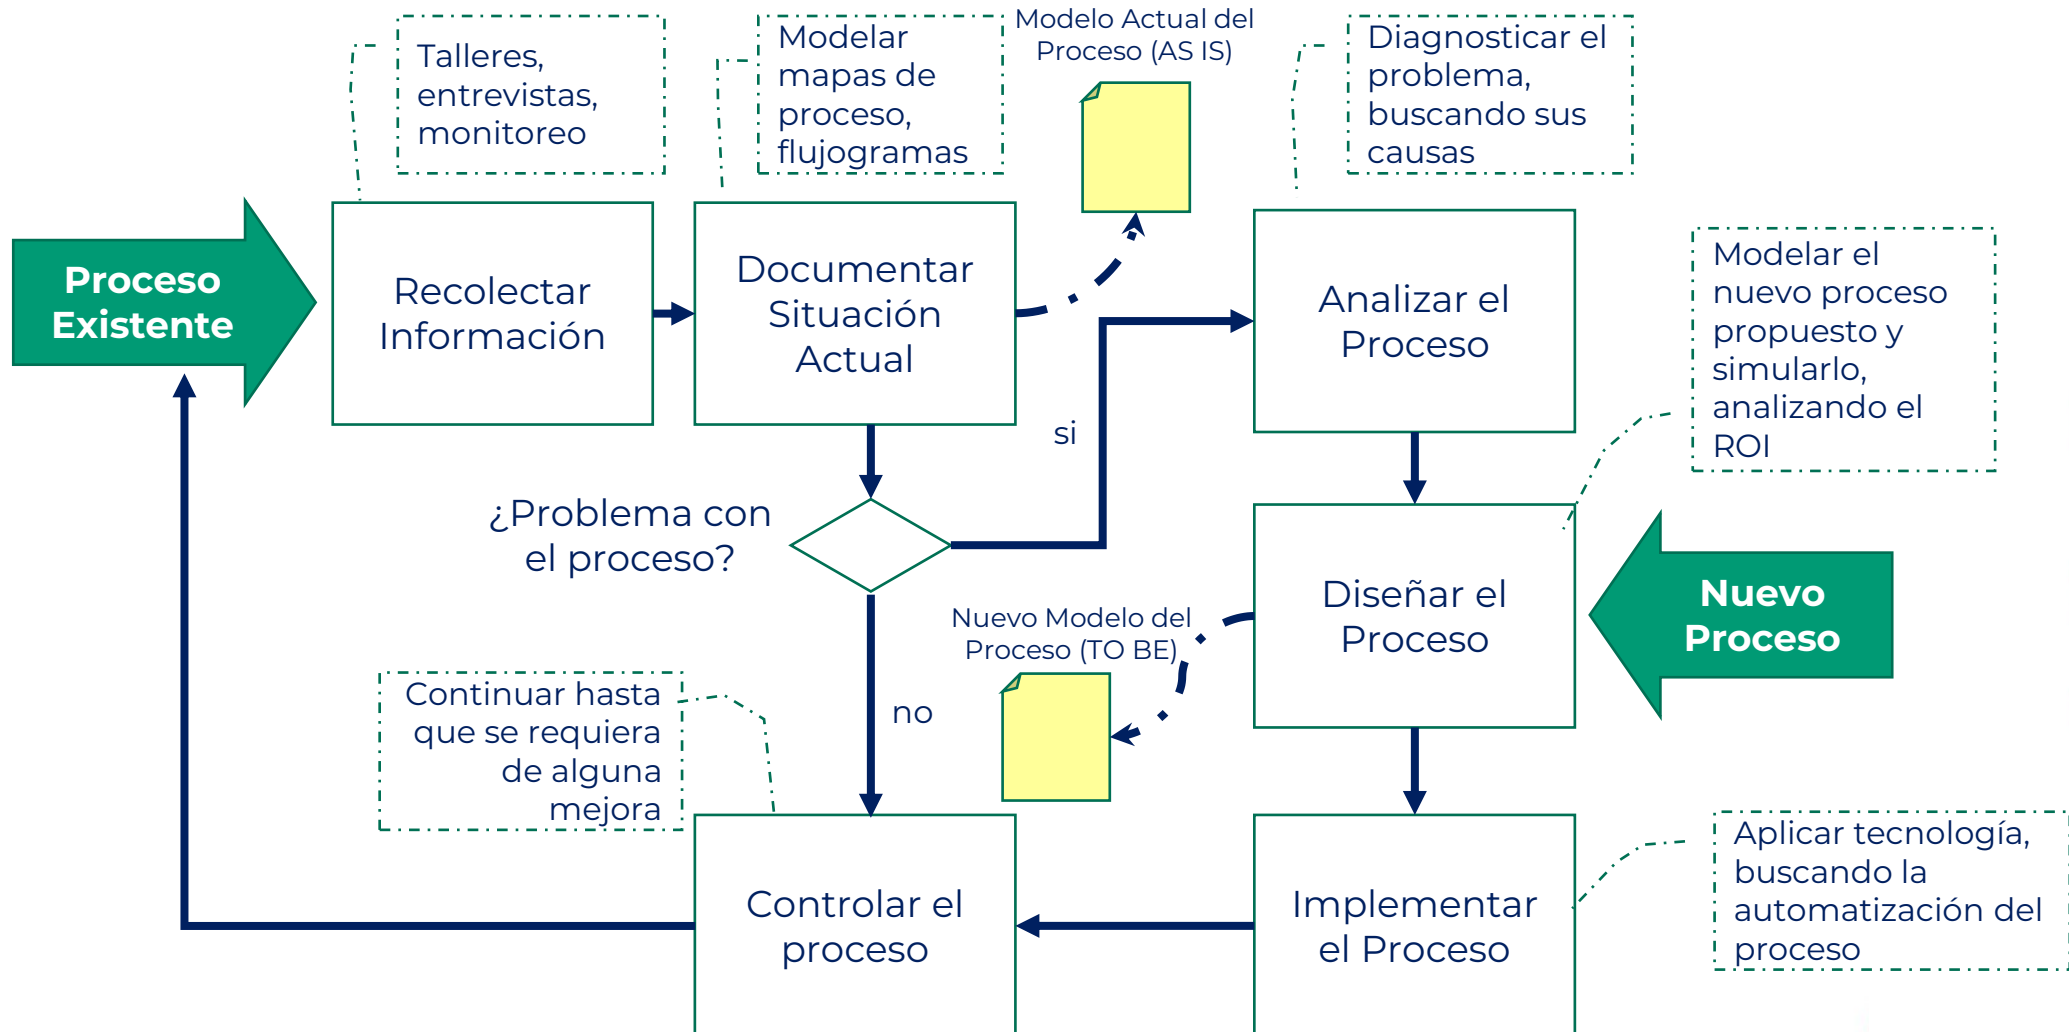 Modelo Actual del
Proceso (AS IS)
Talleres,
entrevistas,
monitoreo
Modelar
mapas de
proceso,
flujogramas
Diagnosticar el
problema,
buscando sus
causas
Proceso
Existente
Recolectar
Información
Documentar
Situación
Actual
Analizar el
Proceso
Modelar el
nuevo proceso
propuesto y
simularlo,
analizando el
ROI
si
¿Problema con
el proceso?
Diseñar el
Proceso
Nuevo
Proceso
Nuevo Modelo del
Proceso (TO BE)
Continuar hasta
que se requiera
de alguna
mejora
no
Controlar el
proceso
Implementar
el Proceso
Aplicar tecnología,
buscando la
automatización del
proceso